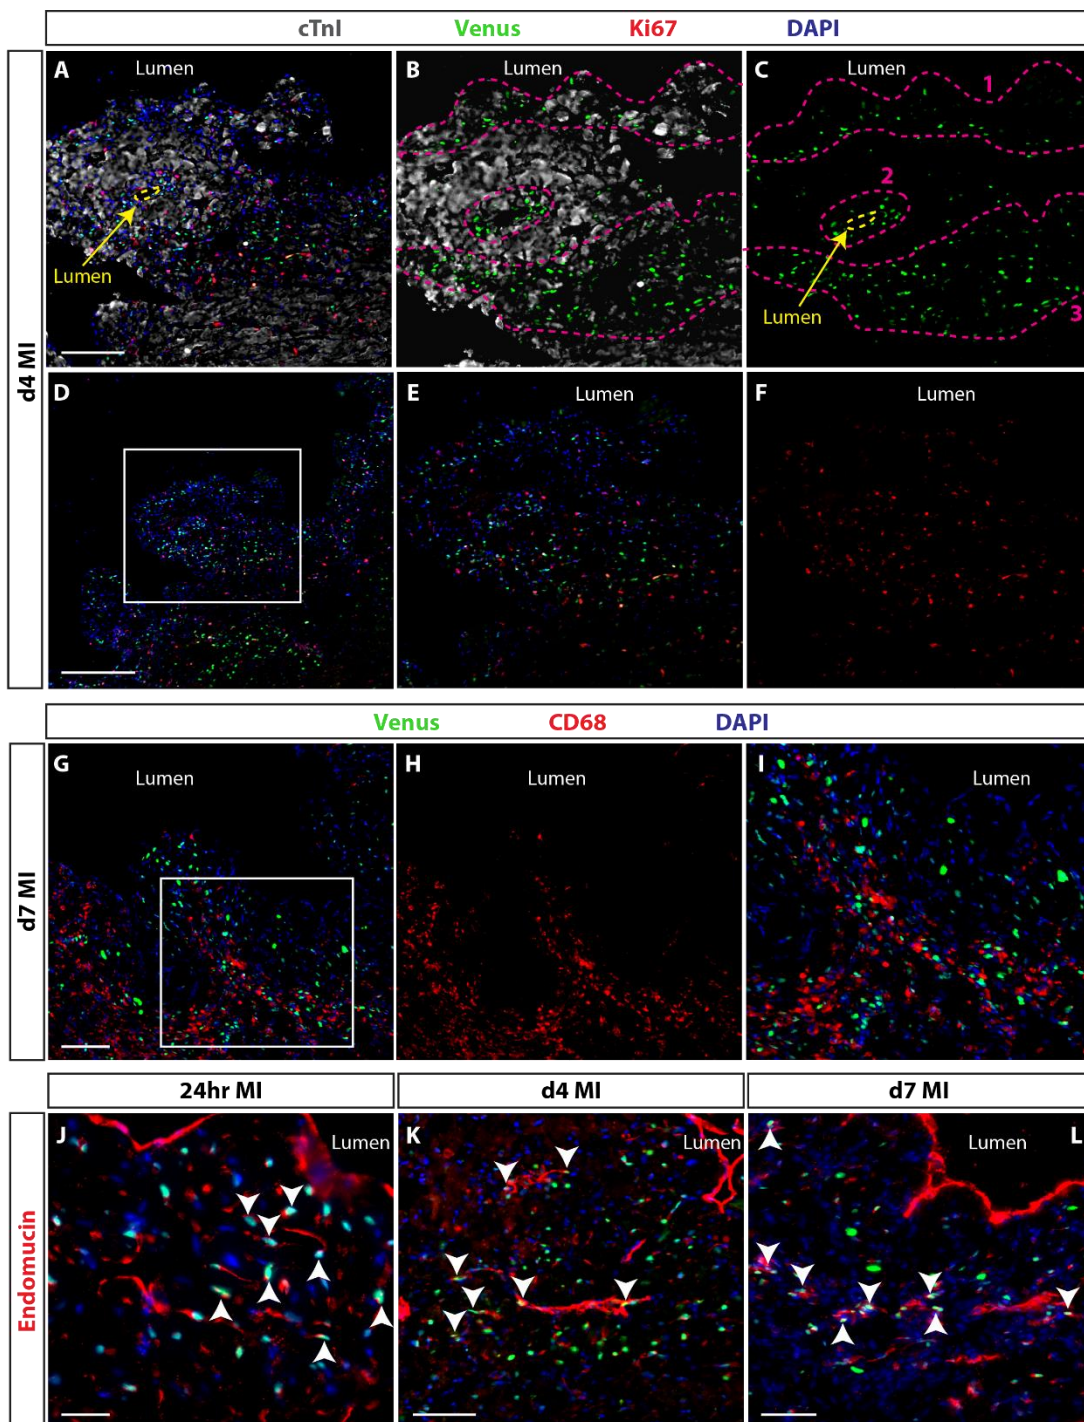 cTnI Venus Ki67 DAPI
d4 MI
A Lumen
Lumen
B Lumen
C Lumen
1
2
3
Lumen
D
E Lumen
F Lumen
Venus CD68 DAPI
d7 MI
G Lumen
H Lumen
I Lumen
24hr MI d4 MI d7 MI
Endomucin
J Lumen
K Lumen
Lumen L